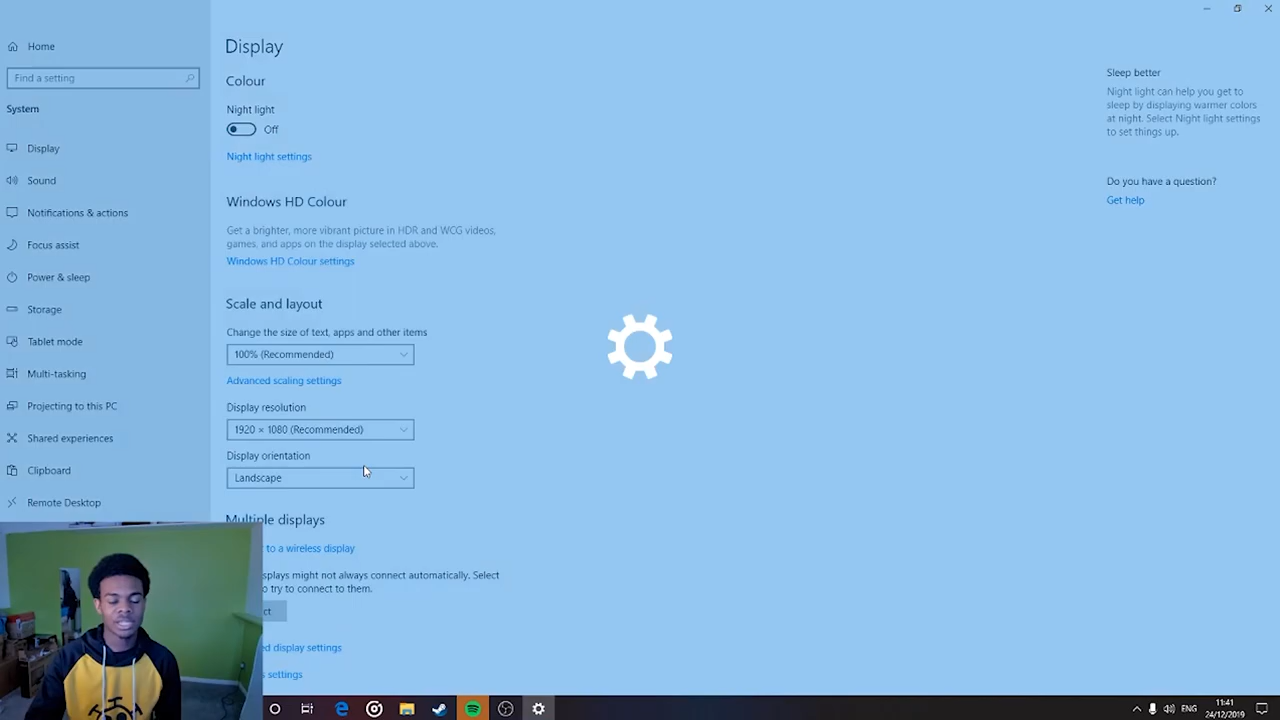 Home
Find a setting
System
Display
Sound
Notifications & actions
Focus assist
Power & sleep
Storage
Tablet mode
Multi-tasking
Projecting to this PC
Shared experiences
Clipboard
Remote Desktop
Display
Colour
Night light
Off
Night light settings
Windows HD Colour
Get a brighter, more vibrant picture in HDR and WCG videos,
games, and apps on the display selected above.
Windows HD Colour settings
Scale and layout
Change the size of text, apps and other items
100% (Recommended)
Advanced scaling settings
Display resolution
1920 × 1080 (Recommended)
Display orientation
Landscape
Multiple displays
to a wireless display
displays might not always connect automatically. Select
to try to connect to them.
ct
display settings
settings
Sleep better
Night light can help you get to
sleep by displaying warmer colors
at night. Select Night light settings
to set things up.
Do you have a question?
Get help
ENG
11:41
24/12/2019